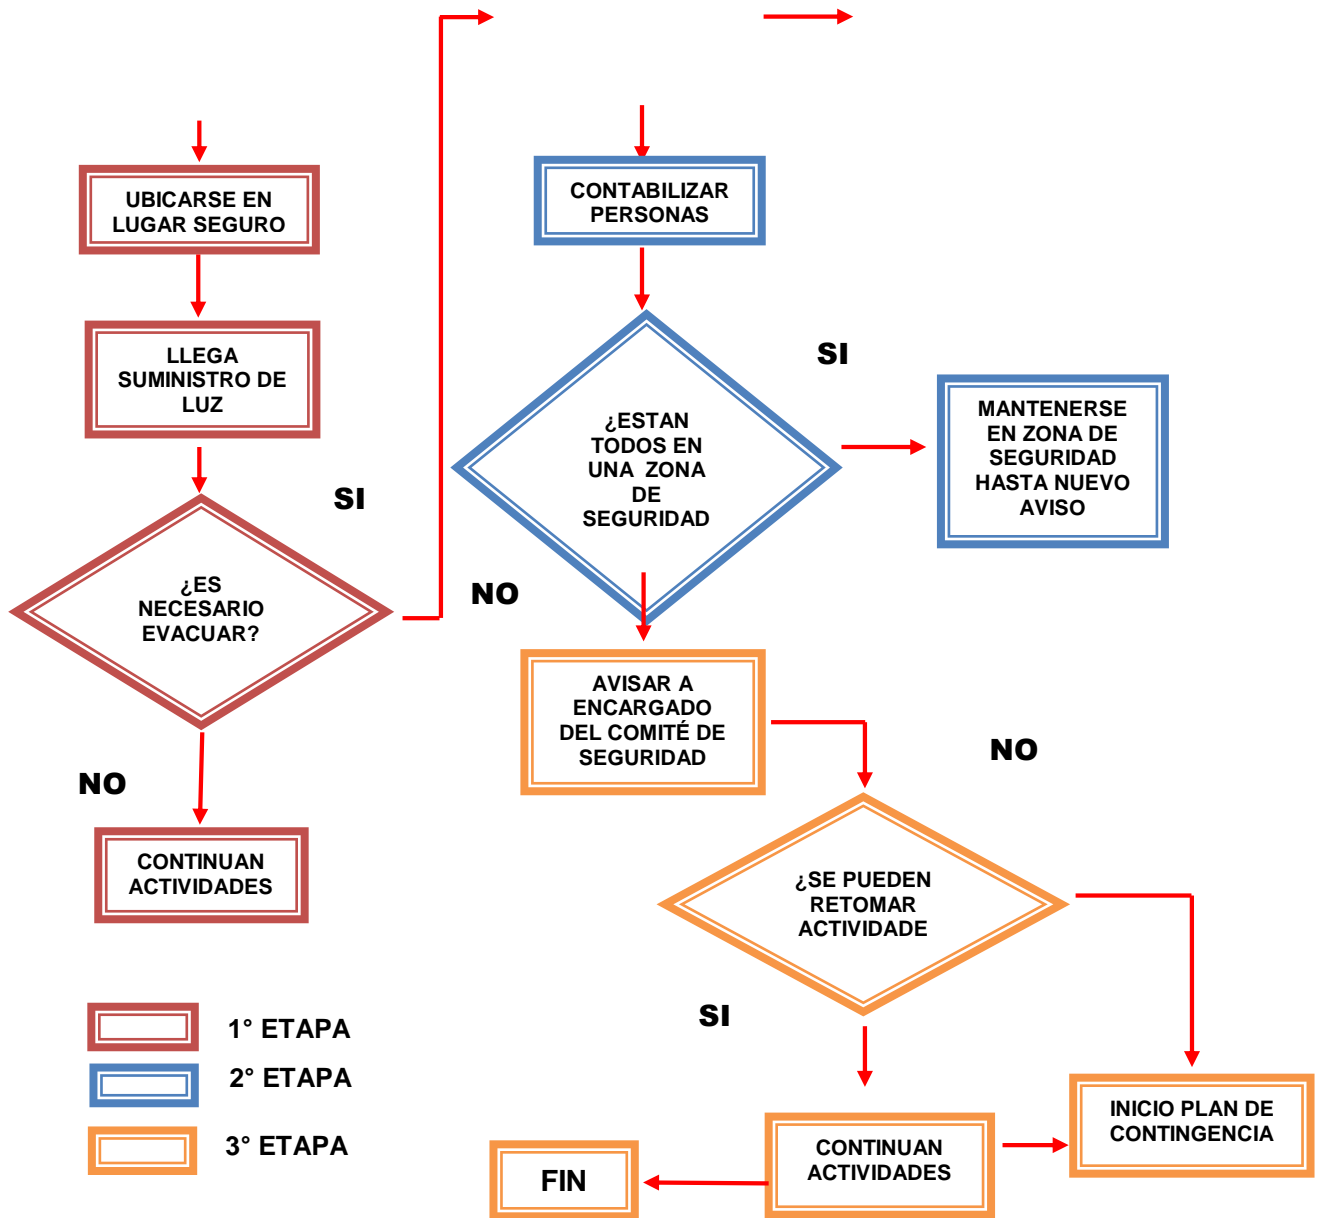 UBICARSE EN
LUGAR SEGURO
LLEGA
SUMINISTRO DE
LUZ
SI
¿ES
NECESARIO
EVACUAR?
NO
CONTINUAN
ACTIVIDADES
CONTABILIZAR
PERSONAS
¿ESTAN
TODOS EN
UNA ZONA
DE
SEGURIDAD
SI
MANTENERSE
EN ZONA DE
SEGURIDAD
HASTA NUEVO
AVISO
NO
AVISAR A
ENCARGADO
DEL COMITÉ DE
SEGURIDAD
NO
¿SE PUEDEN
RETOMAR
ACTIVIDADE
SI
INICIO PLAN DE
CONTINGENCIA
CONTINUAN
ACTIVIDADES
FIN
1° ETAPA
2° ETAPA
3° ETAPA